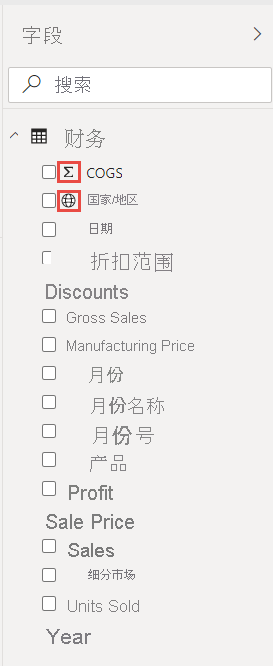 字段
搜索
财务
Σ COGS
国家/地区
日期
折扣范围
Discounts
Gross Sales
Manufacturing Price
月份
月份名称
月份号
产品
Profit
Sale Price
Sales
细分市场
Units Sold
Year